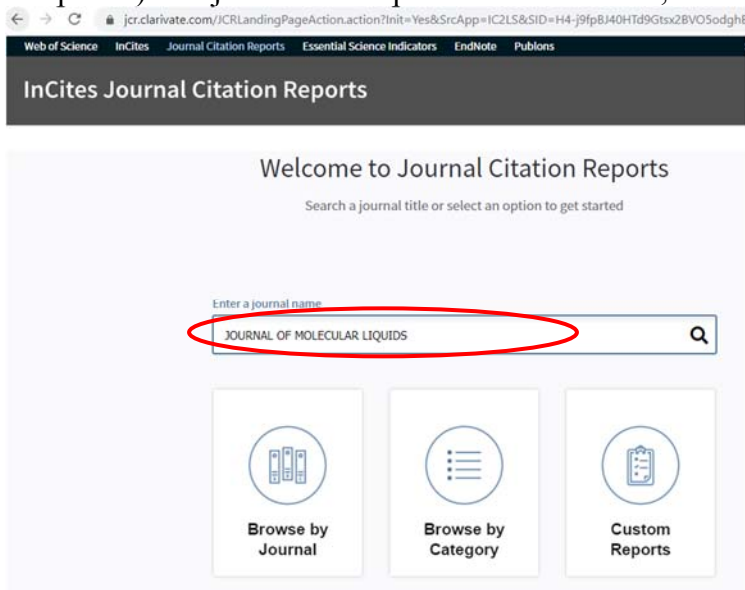 jcr.clarivate.com/JCRLandingPageAction.action?Init=Yes&SrcApp=IC2LS&SID=H4-j9fpBJ40HTd9Gtsx2BVO5odghB
Web of Science InCites Journal Citation Reports Essential Science Indicators EndNote Publons
InCites Journal Citation Reports
Welcome to Journal Citation Reports
Search a journal title or select an option to get started
Enter a journal name
JOURNAL OF MOLECULAR LIQUIDS
Browse by Journal
Browse by Category
Custom Reports